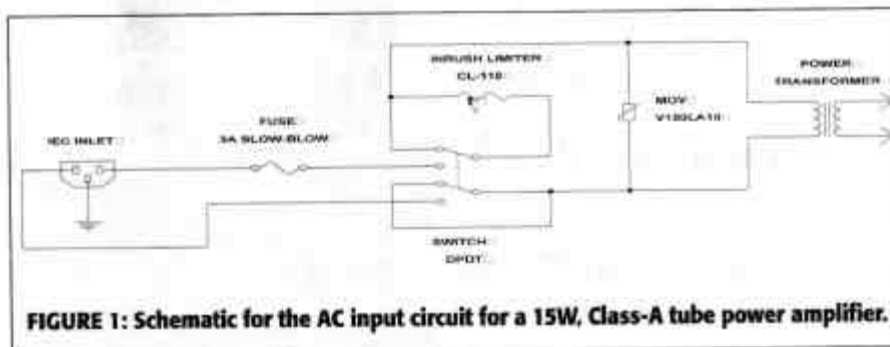 INRUSH LIMITER
CL-110
POWER
TRANSFORMER
MOV
V180LA10
FUSE
3A SLOW-BLOW
IEC INLET
SWITCH
DPDT
FIGURE 1: Schematic for the AC input circuit for a 15W, Class-A tube power amplifier.